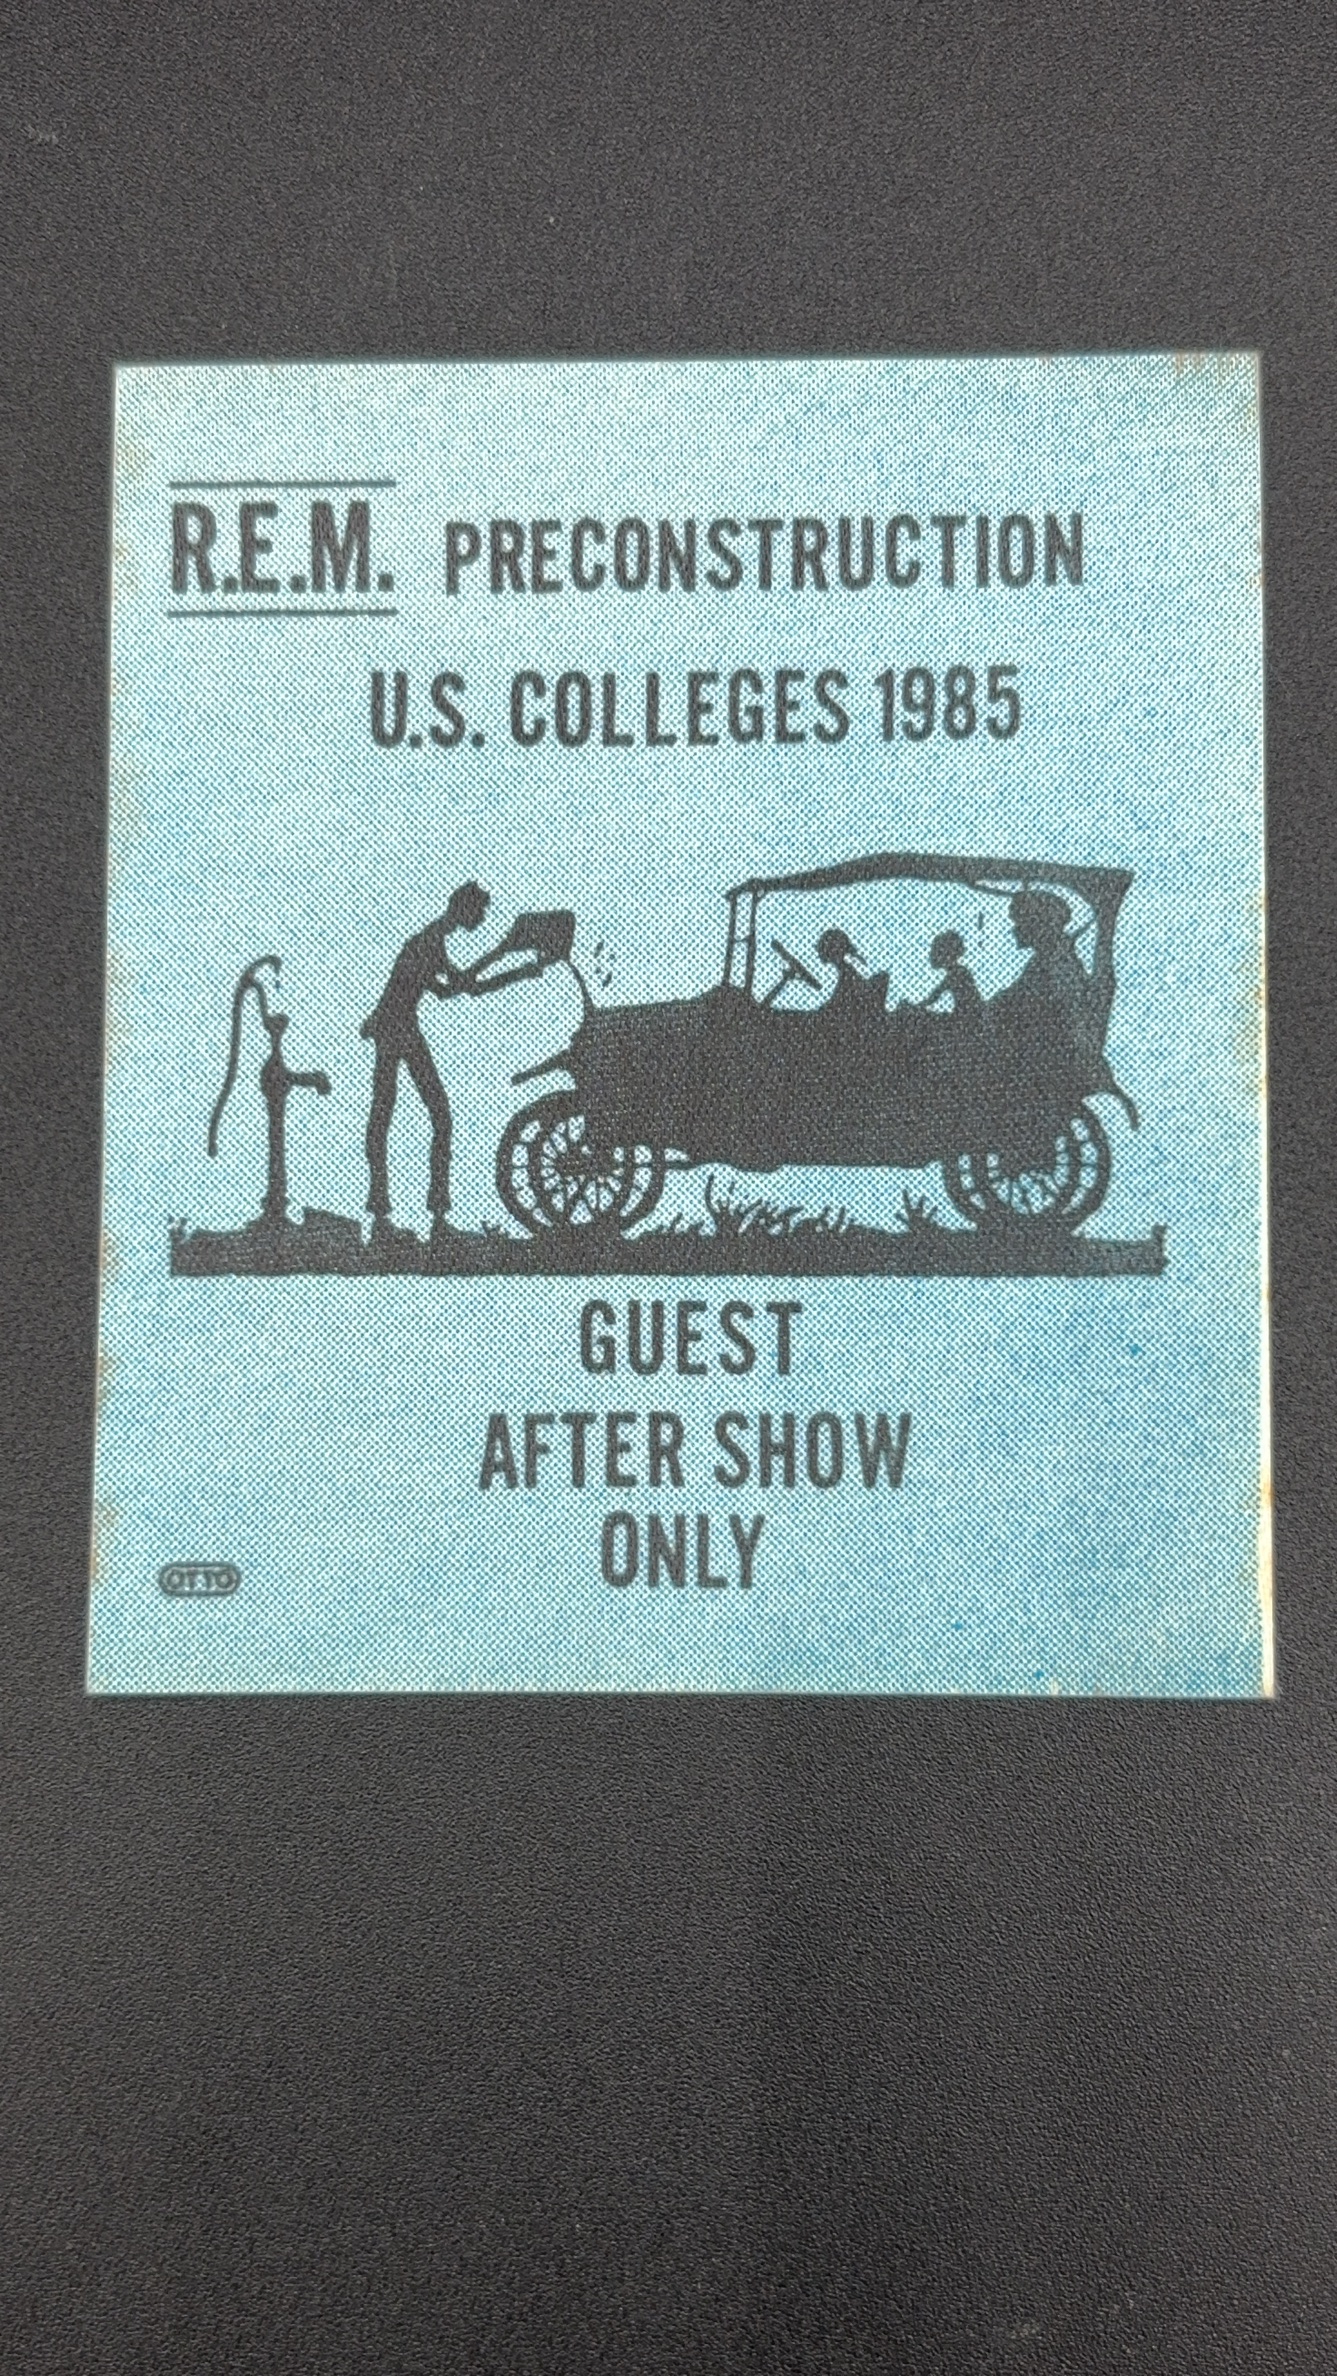 R.E.M. PRECONSTRUCTION
U.S. COLLEGES 1985
GUEST
AFTER SHOW
ONLY
OTTO